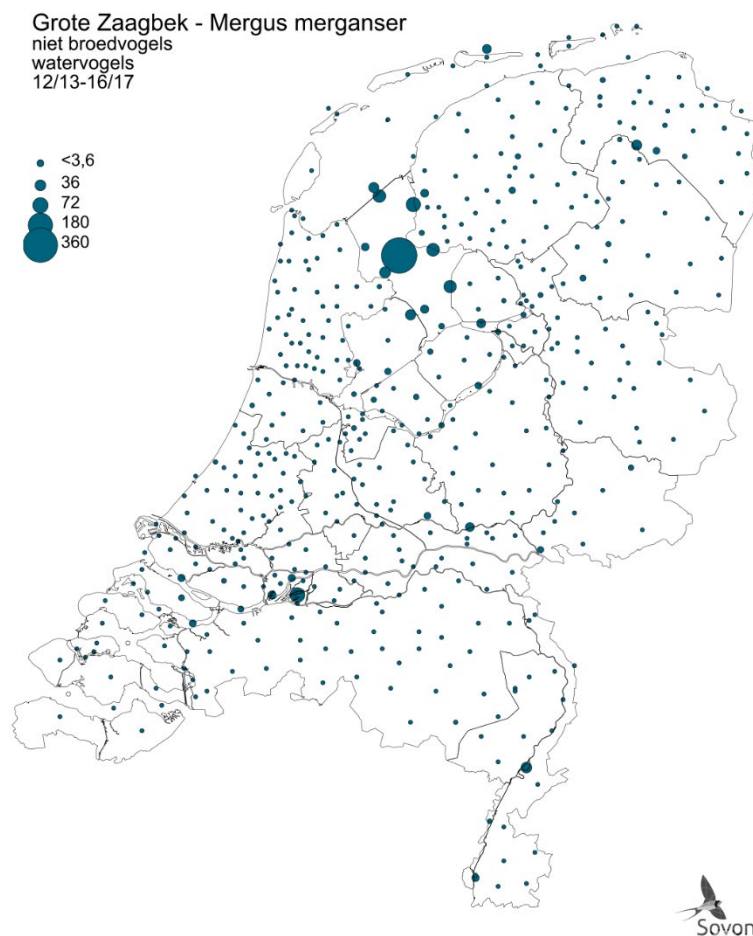 Grote Zaagbek - Mergus merganser
niet broedvogels
watervogels
12/13-16/17
<3,6
36
72
180
360
Sovon